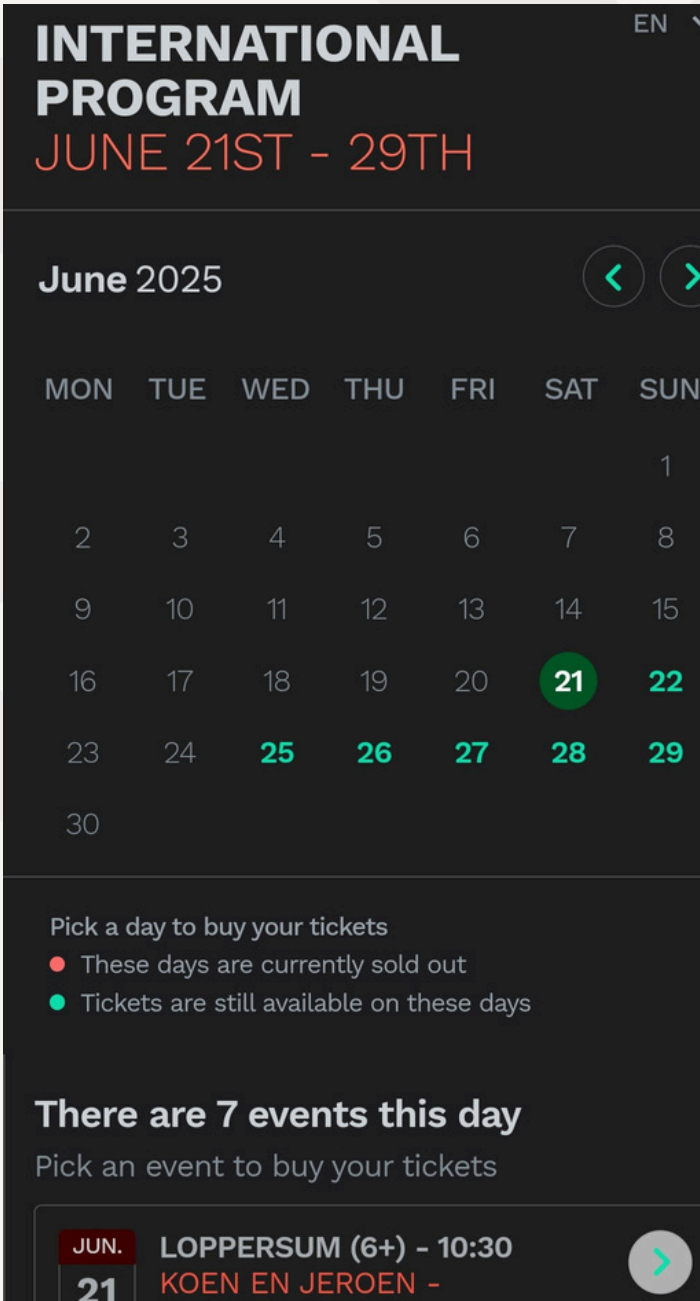 EN
INTERNATIONAL
PROGRAM
JUNE 21ST - 29TH
June 2025
MON TUE WED THU FRI SAT SUN
1
2 3 4 5 6 7 8
9 10 11 12 13 14 15
16 17 18 19 20 21 22
23 24 25 26 27 28 29
30
Pick a day to buy your tickets
These days are currently sold out
Tickets are still available on these days
There are 7 events this day
Pick an event to buy your tickets
JUN.
21
LOPPERSUM (6+) - 10:30
KOEN EN JEROEN -